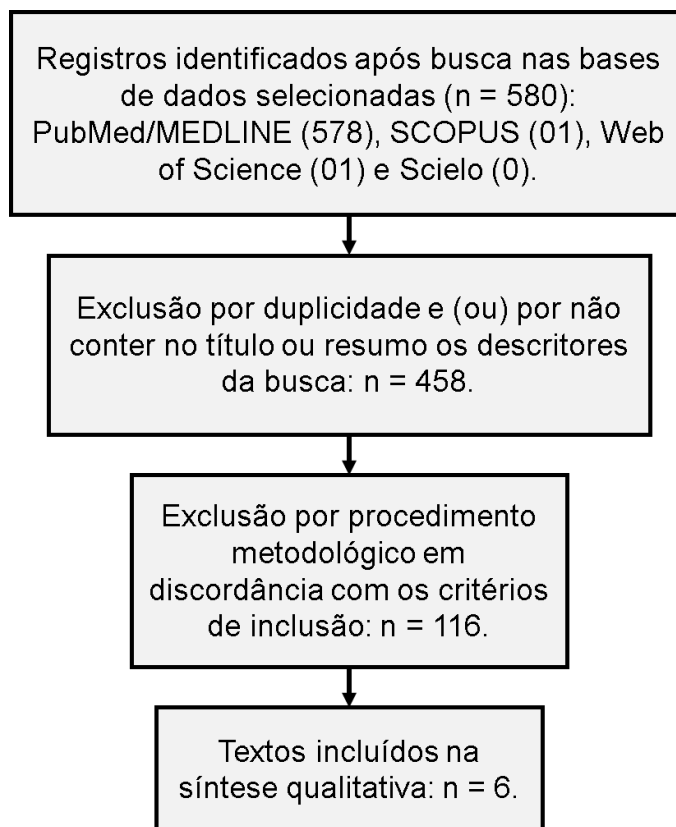 Registros identificados após busca nas bases
de dados selecionadas (n = 580):
PubMed/MEDLINE (578), SCOPUS (01), Web
of Science (01) e Scielo (0).
Exclusão por duplicidade e (ou) por não
conter no título ou resumo os descritores
da busca: n = 458.
Exclusão por procedimento
metodológico em
discordância com os critérios
de inclusão: n = 116.
Textos incluídos na
síntese qualitativa: n = 6.